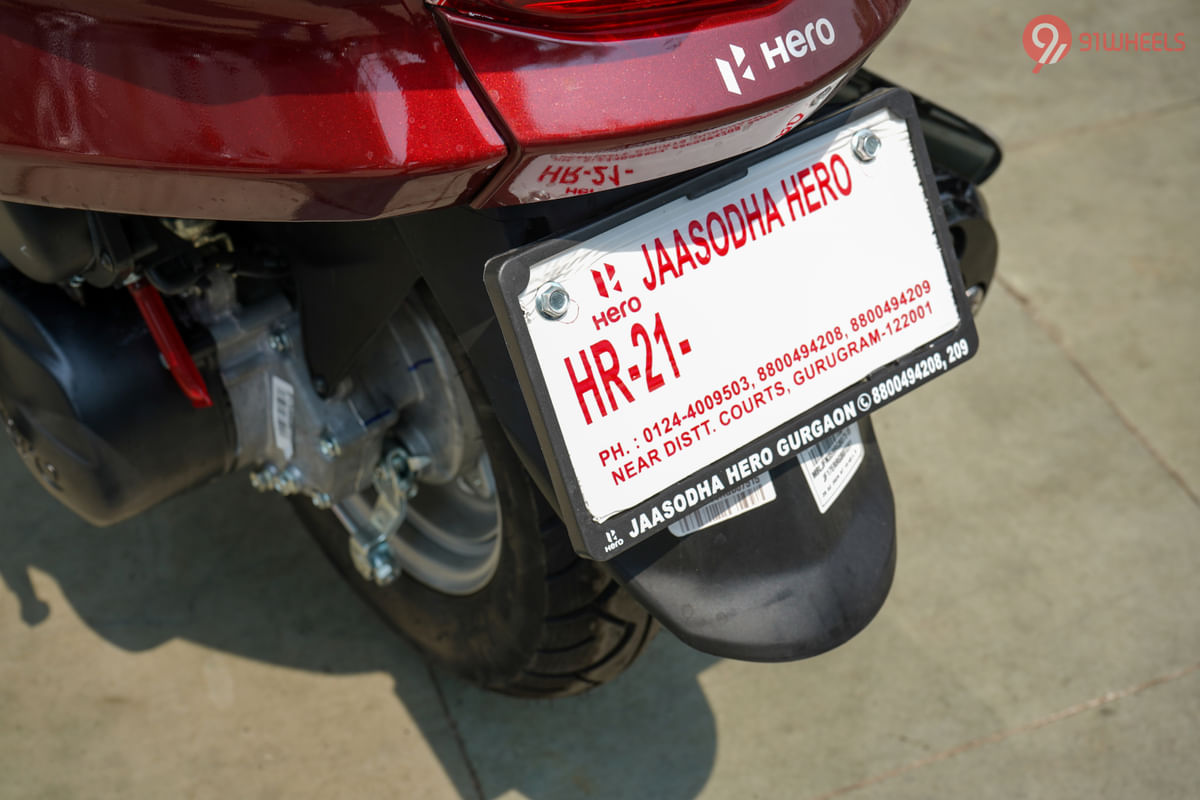 91WHEELS
Hero
HR-21-
JAASODHA HERO
Hero
HR-21-
PH. : 0124-4009503, 8800494208, 8800494209
NEAR DISTT. COURTS, GURUGRAM-122001
Hero JAASODHA HERO GURGAON 8800494208, 209